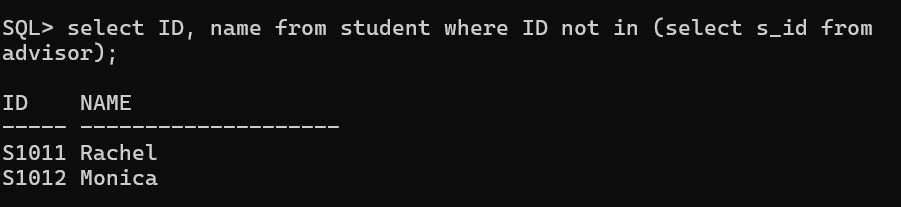 SQL> select ID, name from student where ID not in (select s_id from
advisor);
ID    NAME
----- --------------------
S1011 Rachel
S1012 Monica